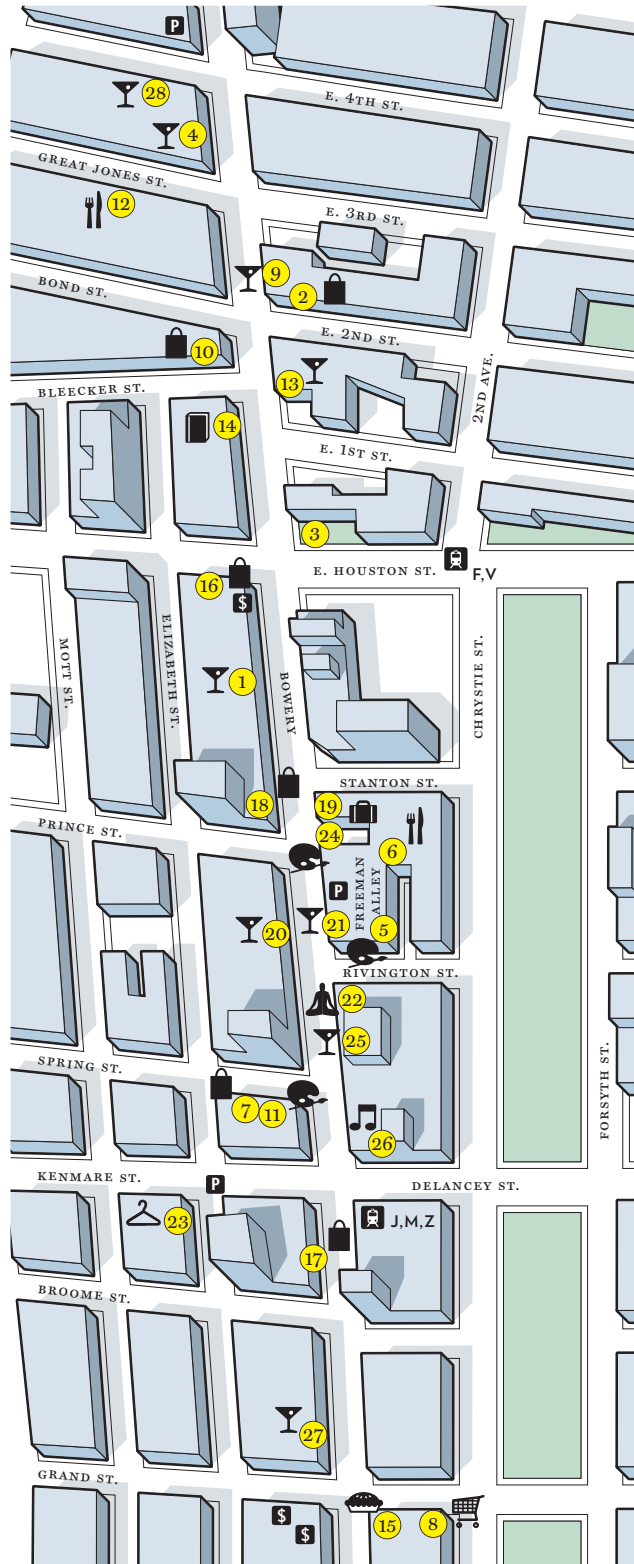 P
28
E. 4TH ST.
4
GREAT JONES ST.
12
E. 3RD ST.
9
BOND ST.
2
10
E. 2ND ST.
13
BLEECKER ST.
2ND AVE.
14
E. 1ST ST.
3
E. HOUSTON ST.
F,V
16
$
MOTT ST.
ELIZABETH ST.
1
BOWERY
CHRYSTIE ST.
STANTON ST.
18
19
PRINCE ST.
24
6
P
FREEMAN
ALLEY
20
21
5
RIVINGTON ST.
22
25
SPRING ST.
FORSYTH ST.
7
11
26
KENMARE ST.
P
DELANCEY ST.
23
J,M,Z
17
BROOME ST.
27
GRAND ST.
$
$
15
8